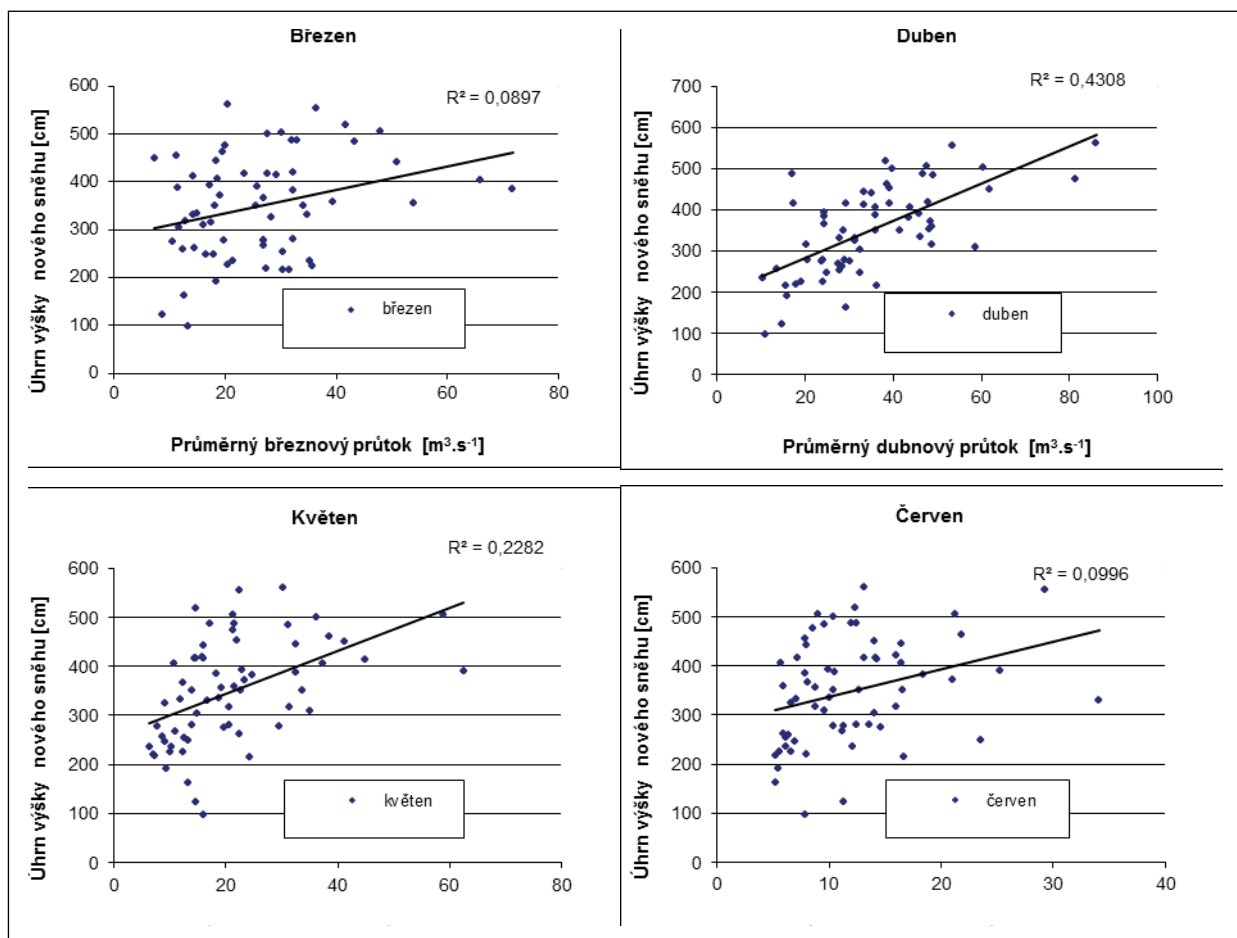 Březen
R² = 0,0897
Úhrn výšky nového sněhu [cm]
600
500
400
300
200
100
0
březen
0 20 40 60 80
Průměrný březnový průtok [m³.s⁻¹]
Duben
R² = 0,4308
Úhrn výšky nového sněhu [cm]
700
600
500
400
300
200
100
0
duben
0 20 40 60 80 100
Průměrný dubnový průtok [m³.s⁻¹]
Květen
R² = 0,2282
Úhrn výšky nového sněhu [cm]
600
500
400
300
200
100
0
květen
0 20 40 60 80
Červen
R² = 0,0996
Úhrn výšky nového sněhu [cm]
600
500
400
300
200
100
0
červen
0 10 20 30 40